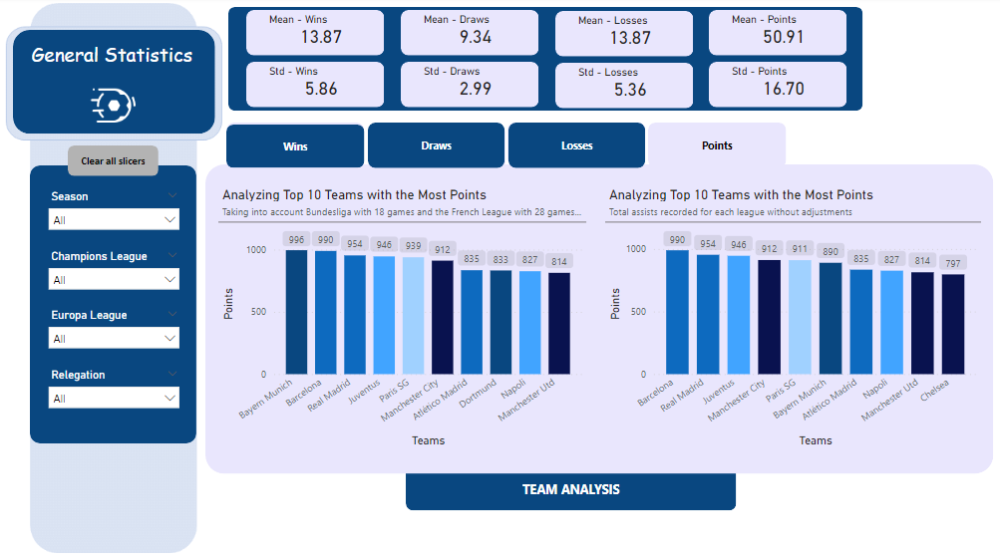 General Statistics
Mean - Wins
13.87
Mean - Draws
9.34
Mean - Losses
13.87
Mean - Points
50.91
Std - Wins
5.86
Std - Draws
2.99
Std - Losses
5.36
Std - Points
16.70
Clear all slicers
Season
All
Champions League
All
Europa League
All
Relegation
All
Wins
Draws
Losses
Points
Analyzing Top 10 Teams with the Most Points
Taking into account Bundesliga with 18 games and the French League with 28 games...
Points
1000
500
0
996
990
954
946
939
912
835
833
827
814
Bayern Munich
Barcelona
Real Madrid
Juventus
Paris SG
Manchester City
Atlético Madrid
Dortmund
Napoli
Manchester Utd
Teams
Analyzing Top 10 Teams with the Most Points
Total assists recorded for each league without adjustments
Points
1000
500
0
990
954
946
912
911
890
835
827
814
797
Barcelona
Real Madrid
Juventus
Manchester City
Paris SG
Bayern Munich
Atlético Madrid
Napoli
Manchester Utd
Chelsea
Teams
TEAM ANALYSIS